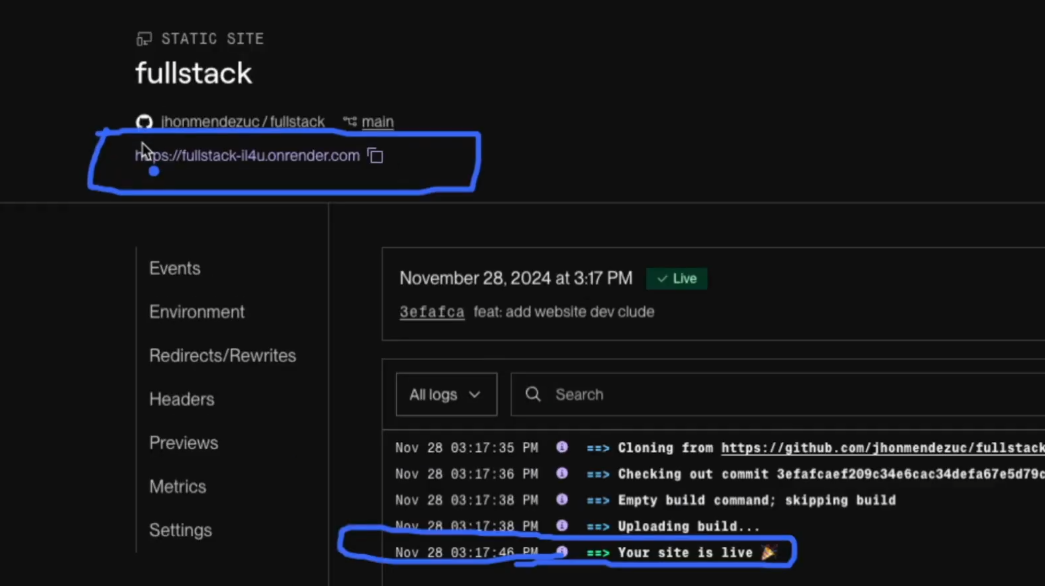 STATIC SITE
fullstack
jhonmendezuc / fullstack main
https://fullstack-il4u.onrender.com
Events
Environment
Redirects/Rewrites
Headers
Previews
Metrics
Settings
November 28, 2024 at 3:17 PM Live
3efafca feat: add website dev clude
All logs Search
Nov 28 03:17:35 PM ==> Cloning from https://github.com/jhonmendezuc/fullstack
Nov 28 03:17:36 PM ==> Checking out commit 3efafcaef209c34e6cac34defa67e5d79c
Nov 28 03:17:38 PM ==> Empty build command; skipping build
Nov 28 03:17:38 PM ==> Uploading build...
Nov 28 03:17:46 PM ==> Your site is live 🎉